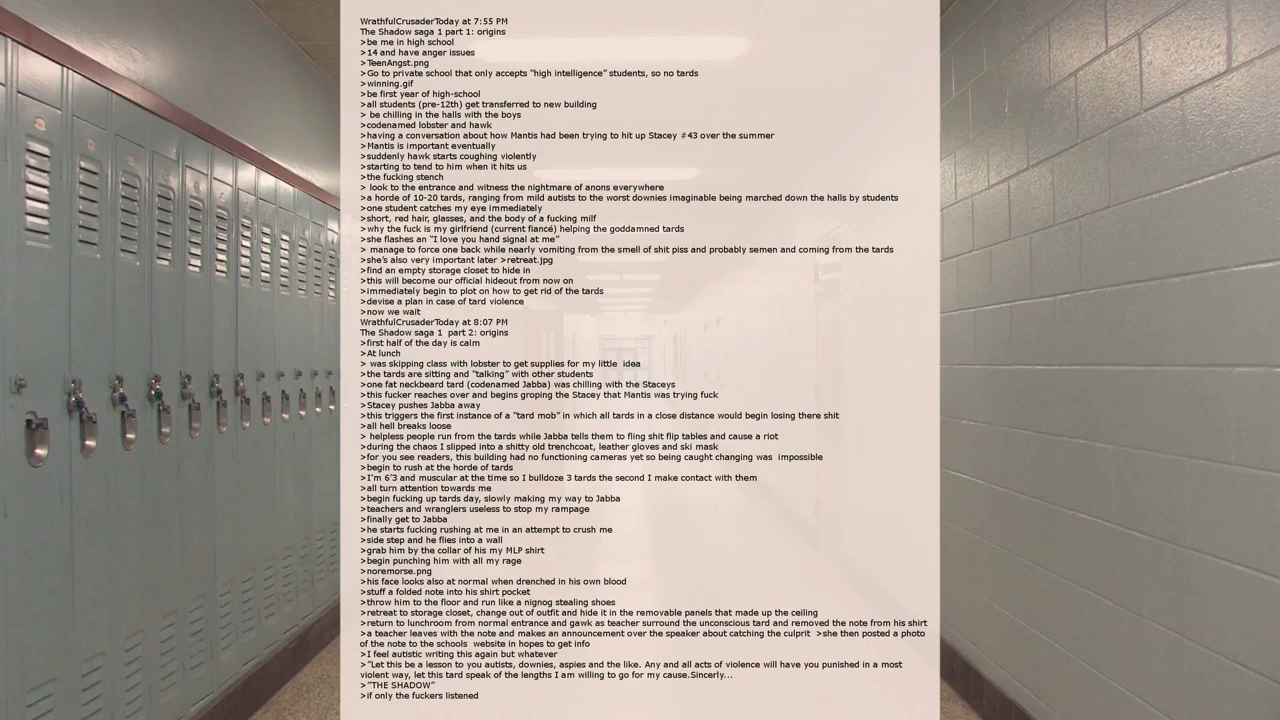 WrathfulCrusaderToday at 7:55 PM
The Shadow saga 1 part 1: origins
>be me in high school
>14 and have anger issues
>TeenAngst.png
>Go to private school that only accepts “high intelligence” students, so no tards
>winning.gif
>be first year of high-school
>all students (pre-12th) get transferred to new building
> be chilling in the halls with the boys
>codenamed lobster and hawk
>having a conversation about how Mantis had been trying to hit up Stacey #43 over the summer
>Mantis is important eventually
>suddenly hawk starts coughing violently
>starting to tend to him when it hits us
>the fucking stench
> look to the entrance and witness the nightmare of anons everywhere
>a horde of 10-20 tards, ranging from mild autists to the worst downies imaginable being marched down the halls by students
>one student catches my eye immediately
>short, red hair, glasses, and the body of a fucking milf
>why the fuck is my girlfriend (current fiancé) helping the goddamned tards
>she flashes an “I love you hand signal at me”
> manage to force one back while nearly vomiting from the smell of shit piss and probably semen and coming from the tards
>she’s also very important later >retreat.jpg
>find an empty storage closet to hide in
>this will become our official hideout from now on
>immediately begin to plot on how to get rid of the tards
>devise a plan in case of tard violence
>now we wait
WrathfulCrusaderToday at 8:07 PM
The Shadow saga 1  part 2: origins
>first half of the day is calm
>At lunch
> was skipping class with lobster to get supplies for my little  idea
>the tards are sitting and “talking” with other students
>one fat neckbeard tard (codenamed Jabba) was chilling with the Staceys
>this fucker reaches over and begins groping the Stacey that Mantis was trying fuck
>Stacey pushes Jabba away
>this triggers the first instance of a “tard mob” in which all tards in a close distance would begin losing there shit
>all hell breaks loose
> helpless people run from the tards while Jabba tells them to fling shit flip tables and cause a riot
>during the chaos I slipped into a shitty old trenchcoat, leather gloves and ski mask
>for you see readers, this building had no functioning cameras yet so being caught changing was  impossible
>begin to rush at the horde of tards
>I’m 6’3 and muscular at the time so I bulldoze 3 tards the second I make contact with them
>all turn attention towards me
>begin fucking up tards day, slowly making my way to Jabba
>teachers and wranglers useless to stop my rampage
>finally get to Jabba
>he starts fucking rushing at me in an attempt to crush me
>side step and he flies into a wall
>grab him by the collar of his my MLP shirt
>begin punching him with all my rage
>noremorse.png
>his face looks also at normal when drenched in his own blood
>stuff a folded note into his shirt pocket
>throw him to the floor and run like a nignog stealing shoes
>retreat to storage closet, change out of outfit and hide it in the removable panels that made up the ceiling
>return to lunchroom from normal entrance and gawk as teacher surround the unconscious tard and removed the note from his shirt
>a teacher leaves with the note and makes an announcement over the speaker about catching the culprit  >she then posted a photo
of the note to the schools  website in hopes to get info
>I feel autistic writing this again but whatever
>”Let this be a lesson to you autists, downies, aspies and the like. Any and all acts of violence will have you punished in a most
violent way, let this tard speak of the lengths I am willing to go for my cause.Sincerly...
>”THE SHADOW”
>if only the fuckers listened